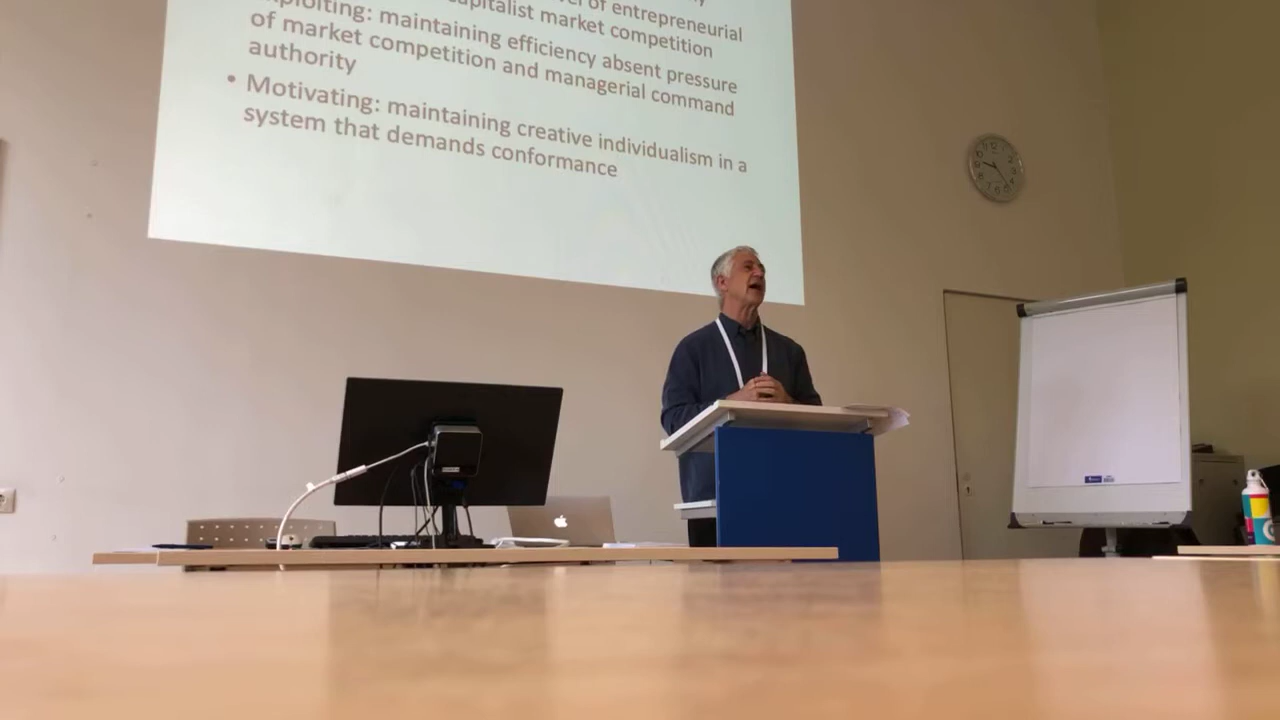 of entrepreneurial
capitalist market competition
maintaining efficiency absent pressure
of market competition and managerial command
authority
• Motivating: maintaining creative individualism in a
system that demands conformance